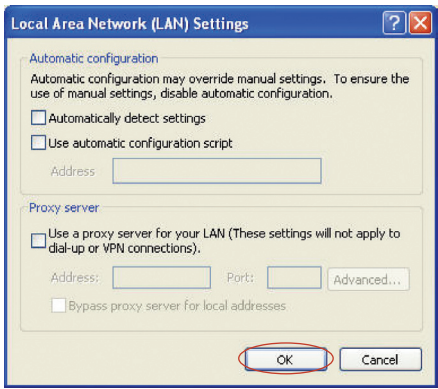 Local Area Network (LAN) Settings
Automatic configuration
Automatic configuration may override manual settings. To ensure the
use of manual settings, disable automatic configuration.
Automatically detect settings
Use automatic configuration script
Address
Proxy server
Use a proxy server for your LAN (These settings will not apply to
dial-up or VPN connections).
Address:
Port:
Advanced...
Bypass proxy server for local addresses
OK
Cancel